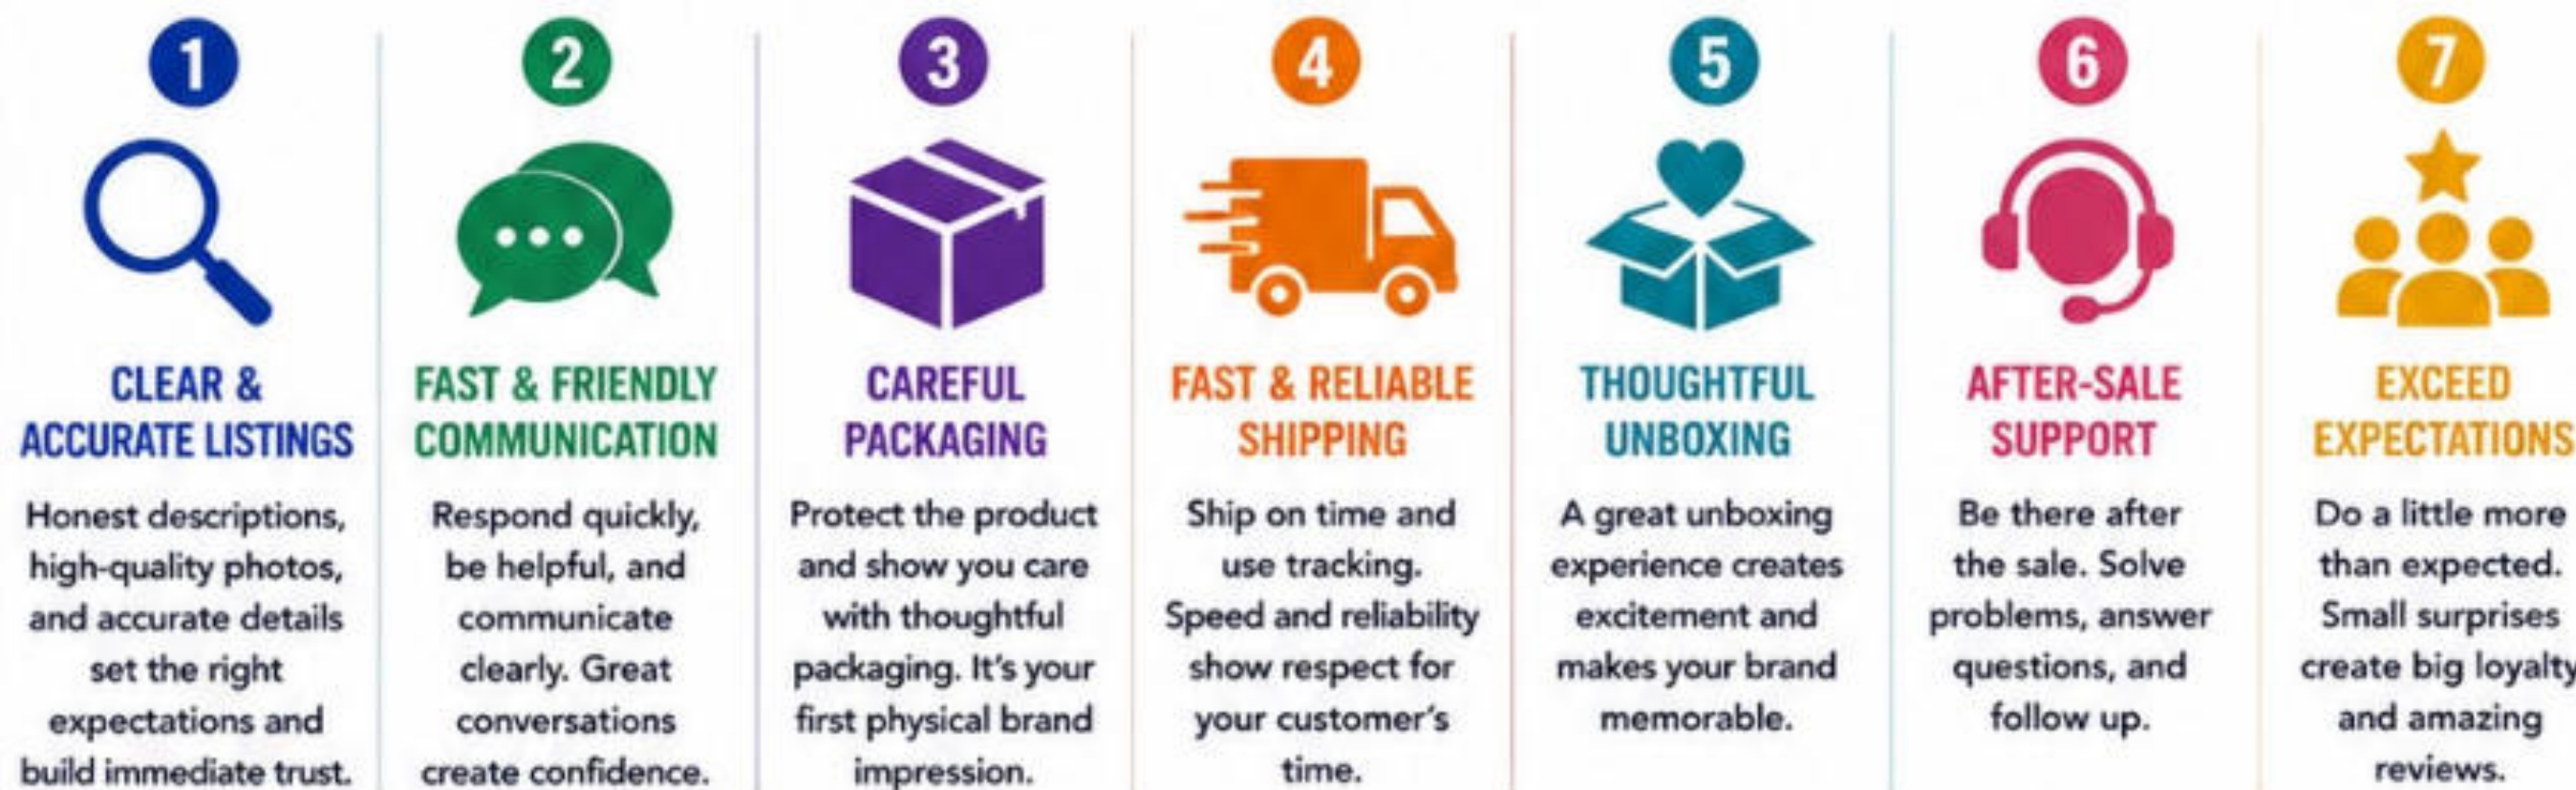 1
CLEAR &
ACCURATE LISTINGS
Honest descriptions,
high-quality photos,
and accurate details
set the right
expectations and
build immediate trust.
2
FAST & FRIENDLY
COMMUNICATION
Respond quickly,
be helpful, and
communicate
clearly. Great
conversations
create confidence.
3
CAREFUL
PACKAGING
Protect the product
and show you care
with thoughtful
packaging. It's your
first physical brand
impression.
4
FAST & RELIABLE
SHIPPING
Ship on time and
use tracking.
Speed and reliability
show respect for
your customer's
time.
5
THOUGHTFUL
UNBOXING
A great unboxing
experience creates
excitement and
makes your brand
memorable.
6
AFTER-SALE
SUPPORT
Be there after
the sale. Solve
problems, answer
questions, and
follow up.
7
EXCEED
EXPECTATIONS
Do a little more
than expected.
Small surprises
create big loyalty
and amazing
reviews.